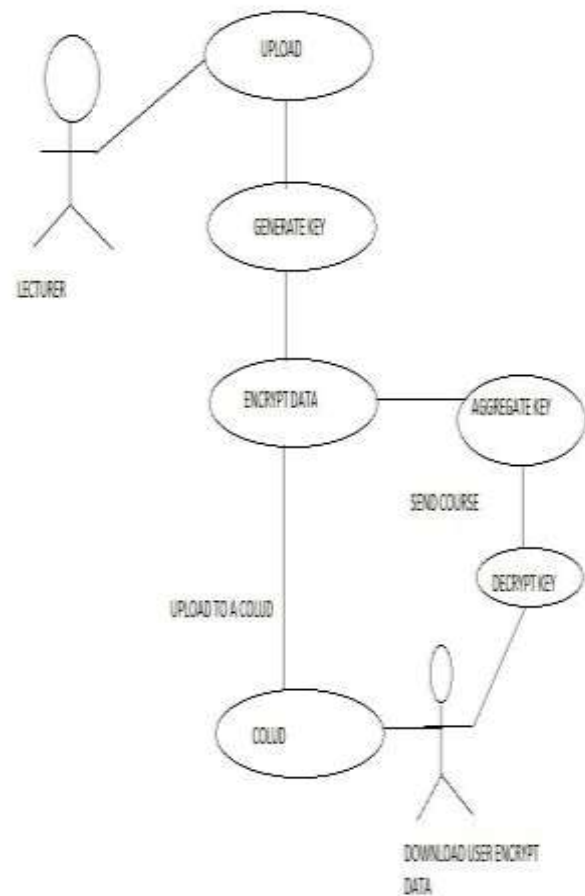 UPLOAD
GENERATE KEY
LECTURER
ENCRYPT DATA
AGGREGATE KEY
SEND COURSE
DECRYPT KEY
UPLOAD TO A COLUD
COLUD
DOWNLOAD USER ENCRYPT
DATA